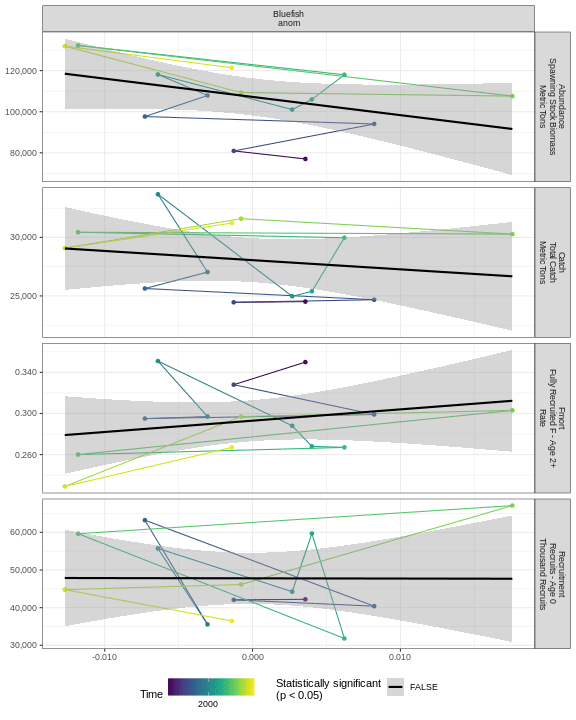 Bluefish
anom
120,000
100,000
80,000
Abundance
Spawning Stock Biomass
Metric Tons
30,000
25,000
Catch
Total Catch
Metric Tons
0.340
0.300
0.260
Fmort
Fully Recruited F - Age 2+
Rate
60,000
50,000
40,000
30,000
Recruitment
Recruits - Age 0
Thousand Recruits
-0.010
0.000
0.010
Time
2000
Statistically significant
(p < 0.05)
FALSE